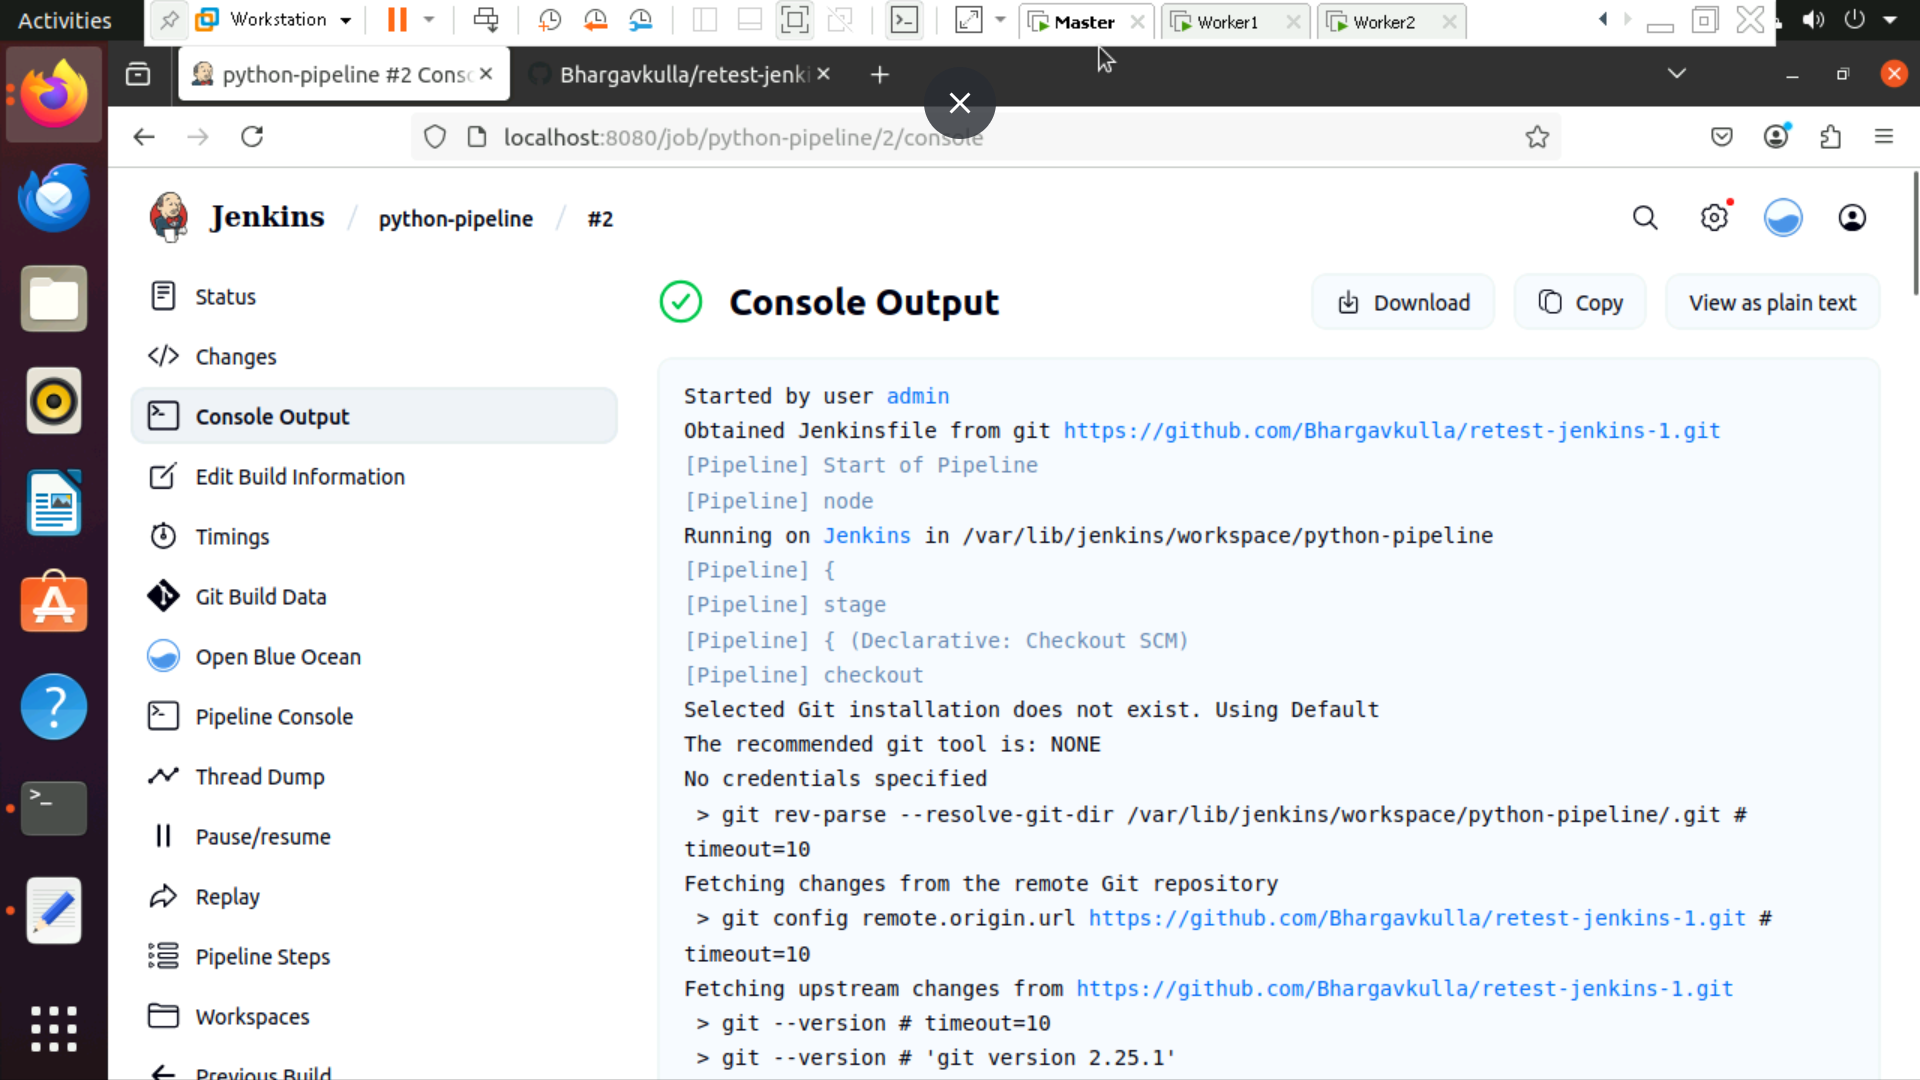 Activities
Workstation
Master
Worker1
Worker2
python-pipeline #2 Conso
Bhargavkulla/retest-jenki
localhost:8080/job/python-pipeline/2/console
Jenkins / python-pipeline / #2
Status
Changes
Console Output
Edit Build Information
Timings
Git Build Data
Open Blue Ocean
Pipeline Console
Thread Dump
Pause/resume
Replay
Pipeline Steps
Workspaces
Previous Build
Console Output
Download
Copy
View as plain text
Started by user admin
Obtained Jenkinsfile from git https://github.com/Bhargavkulla/retest-jenkins-1.git
[Pipeline] Start of Pipeline
[Pipeline] node
Running on Jenkins in /var/lib/jenkins/workspace/python-pipeline
[Pipeline] {
[Pipeline] stage
[Pipeline] { (Declarative: Checkout SCM)
[Pipeline] checkout
Selected Git installation does not exist. Using Default
The recommended git tool is: NONE
No credentials specified
 > git rev-parse --resolve-git-dir /var/lib/jenkins/workspace/python-pipeline/.git #
timeout=10
Fetching changes from the remote Git repository
 > git config remote.origin.url https://github.com/Bhargavkulla/retest-jenkins-1.git #
timeout=10
Fetching upstream changes from https://github.com/Bhargavkulla/retest-jenkins-1.git
 > git --version # timeout=10
 > git --version # 'git version 2.25.1'